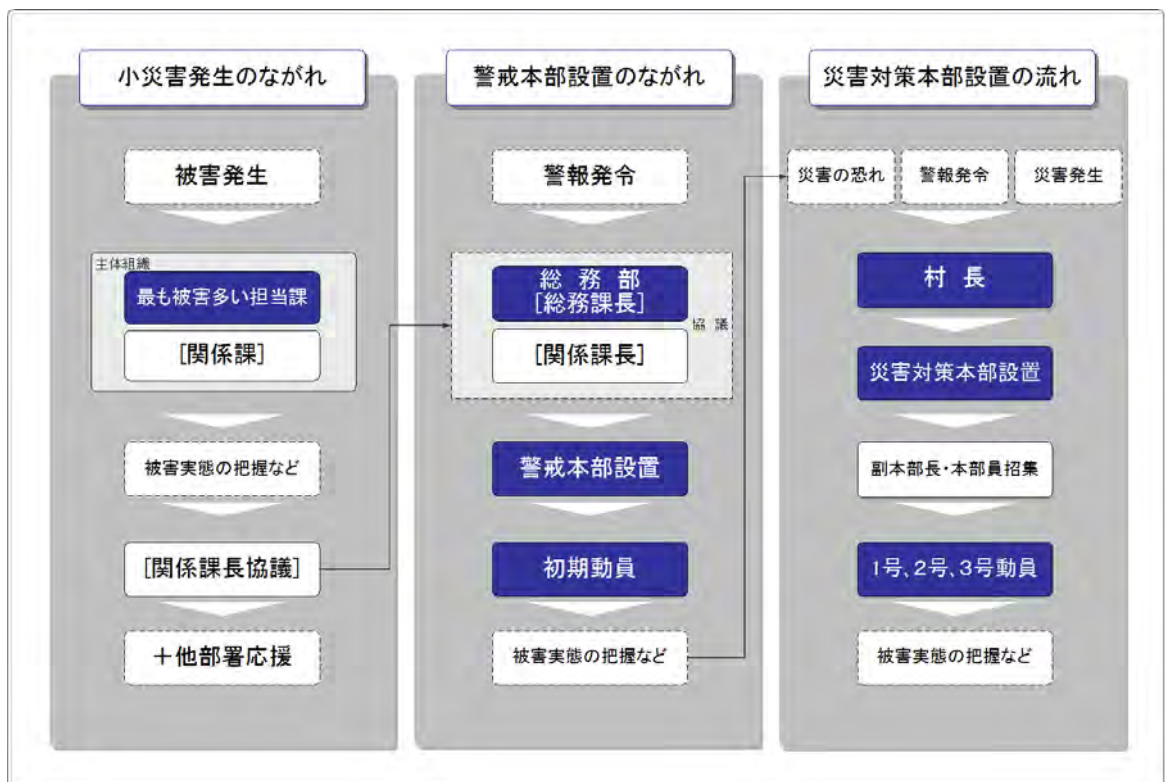 小災害発生のながれ
被害発生
主体組織
最も被害多い担当課
[関係課]
被害実態の把握など
[関係課長協議]
＋他部署応援
警戒本部設置のながれ
警報発令
総務部
[総務課長]
協議
[関係課長]
警戒本部設置
初期動員
被害実態の把握など
災害対策本部設置の流れ
災害の恐れ
警報発令
災害発生
村長
災害対策本部設置
副本部長・本部員招集
1号、2号、3号動員
被害実態の把握など